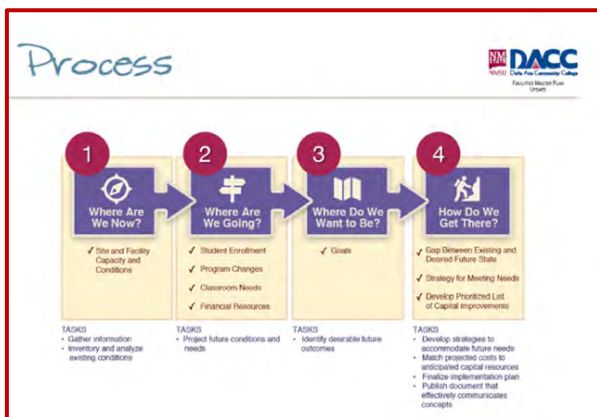 Process
NM
STATE
NMSU
DACC
Doña Ana Community College
FACILITIES MASTER PLAN
UPDATE
1
Where Are
We Now?
✓ Site and Facility
Capacity and
Conditions
TASKS
• Gather information
• Inventory and analyze
existing conditions
2
Where Are
We Going?
✓ Student Enrollment
✓ Program Changes
✓ Classroom Needs
✓ Financial Resources
TASKS
• Project future conditions and
needs
3
Where Do We
Want to Be?
✓ Goals
TASKS
• Identify desirable future
outcomes
4
How Do We
Get There?
✓ Gap Between Existing and
Desired Future State
✓ Strategy for Meeting Needs
✓ Develop Prioritized List
of Capital Improvements
TASKS
• Develop strategies to
accommodate future needs
• Match projected costs to
anticipated capital resources
• Finalize implementation plan
• Publish document that
effectively communicates
concepts